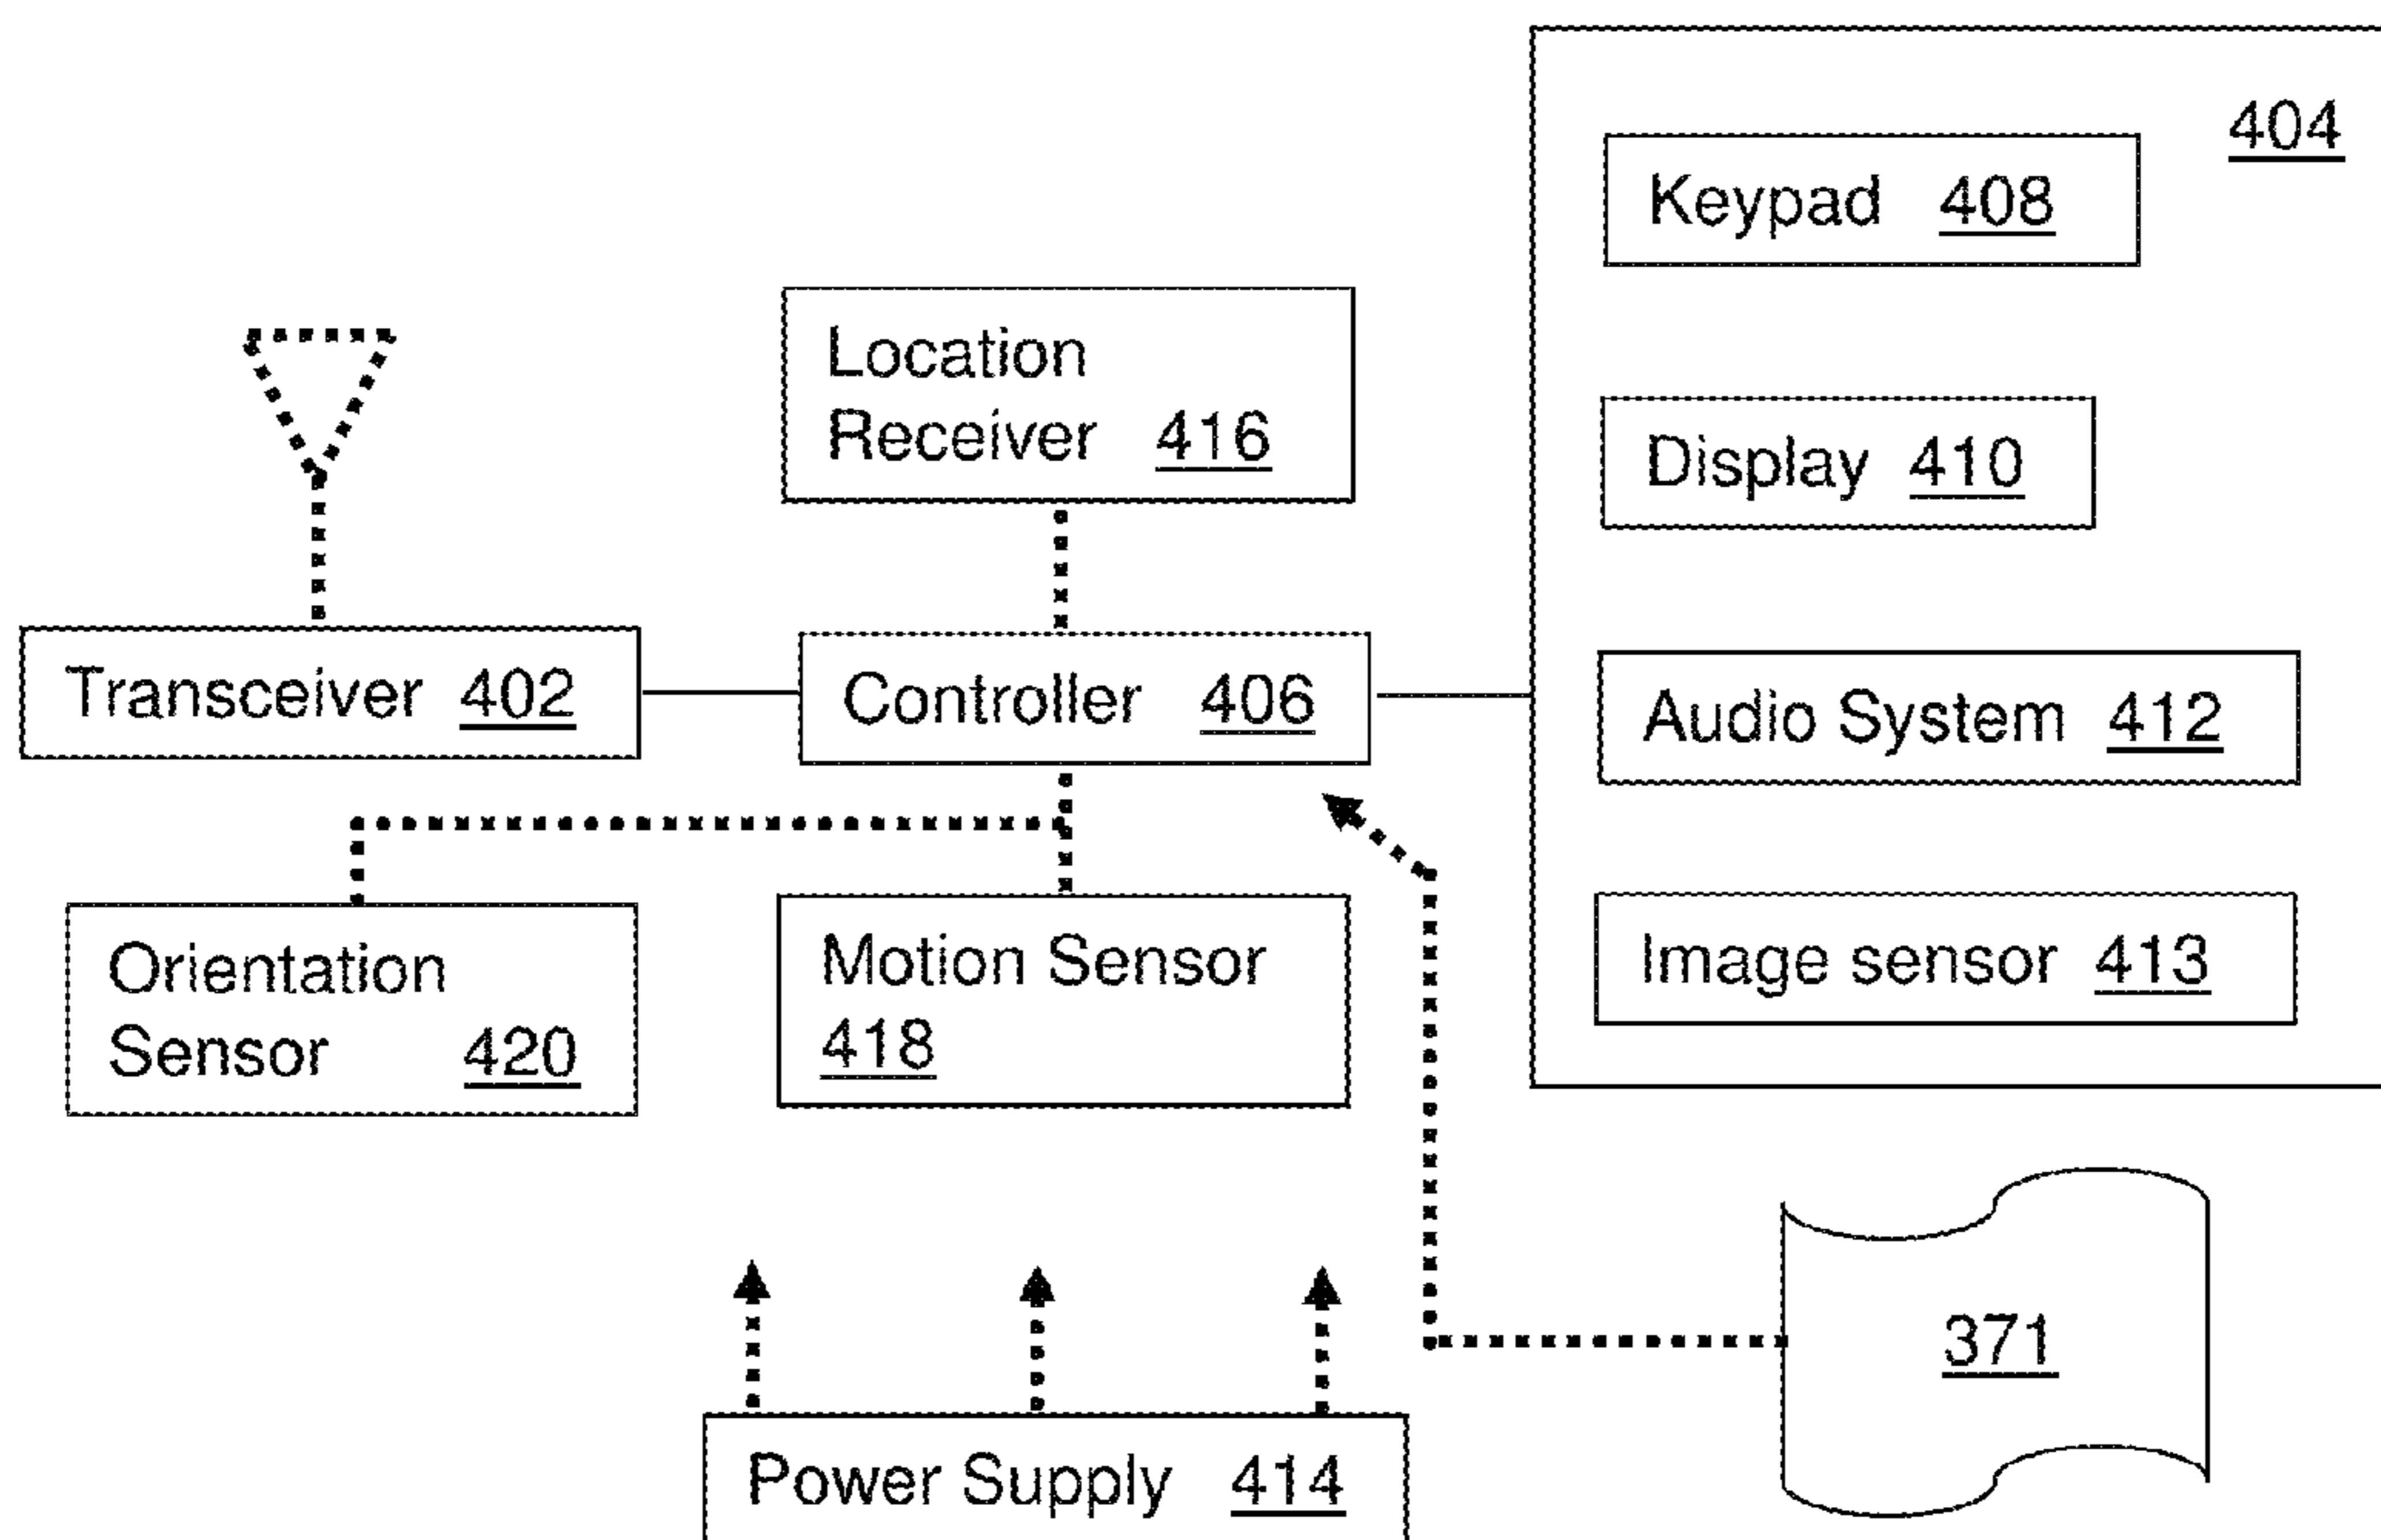 404
Keypad 408
Location
Receiver 416
Display 410
Transceiver 402
Controller 406
Audio System 412
Orientation
Sensor 420
Motion Sensor
418
Image sensor 413
371
Power Supply 414